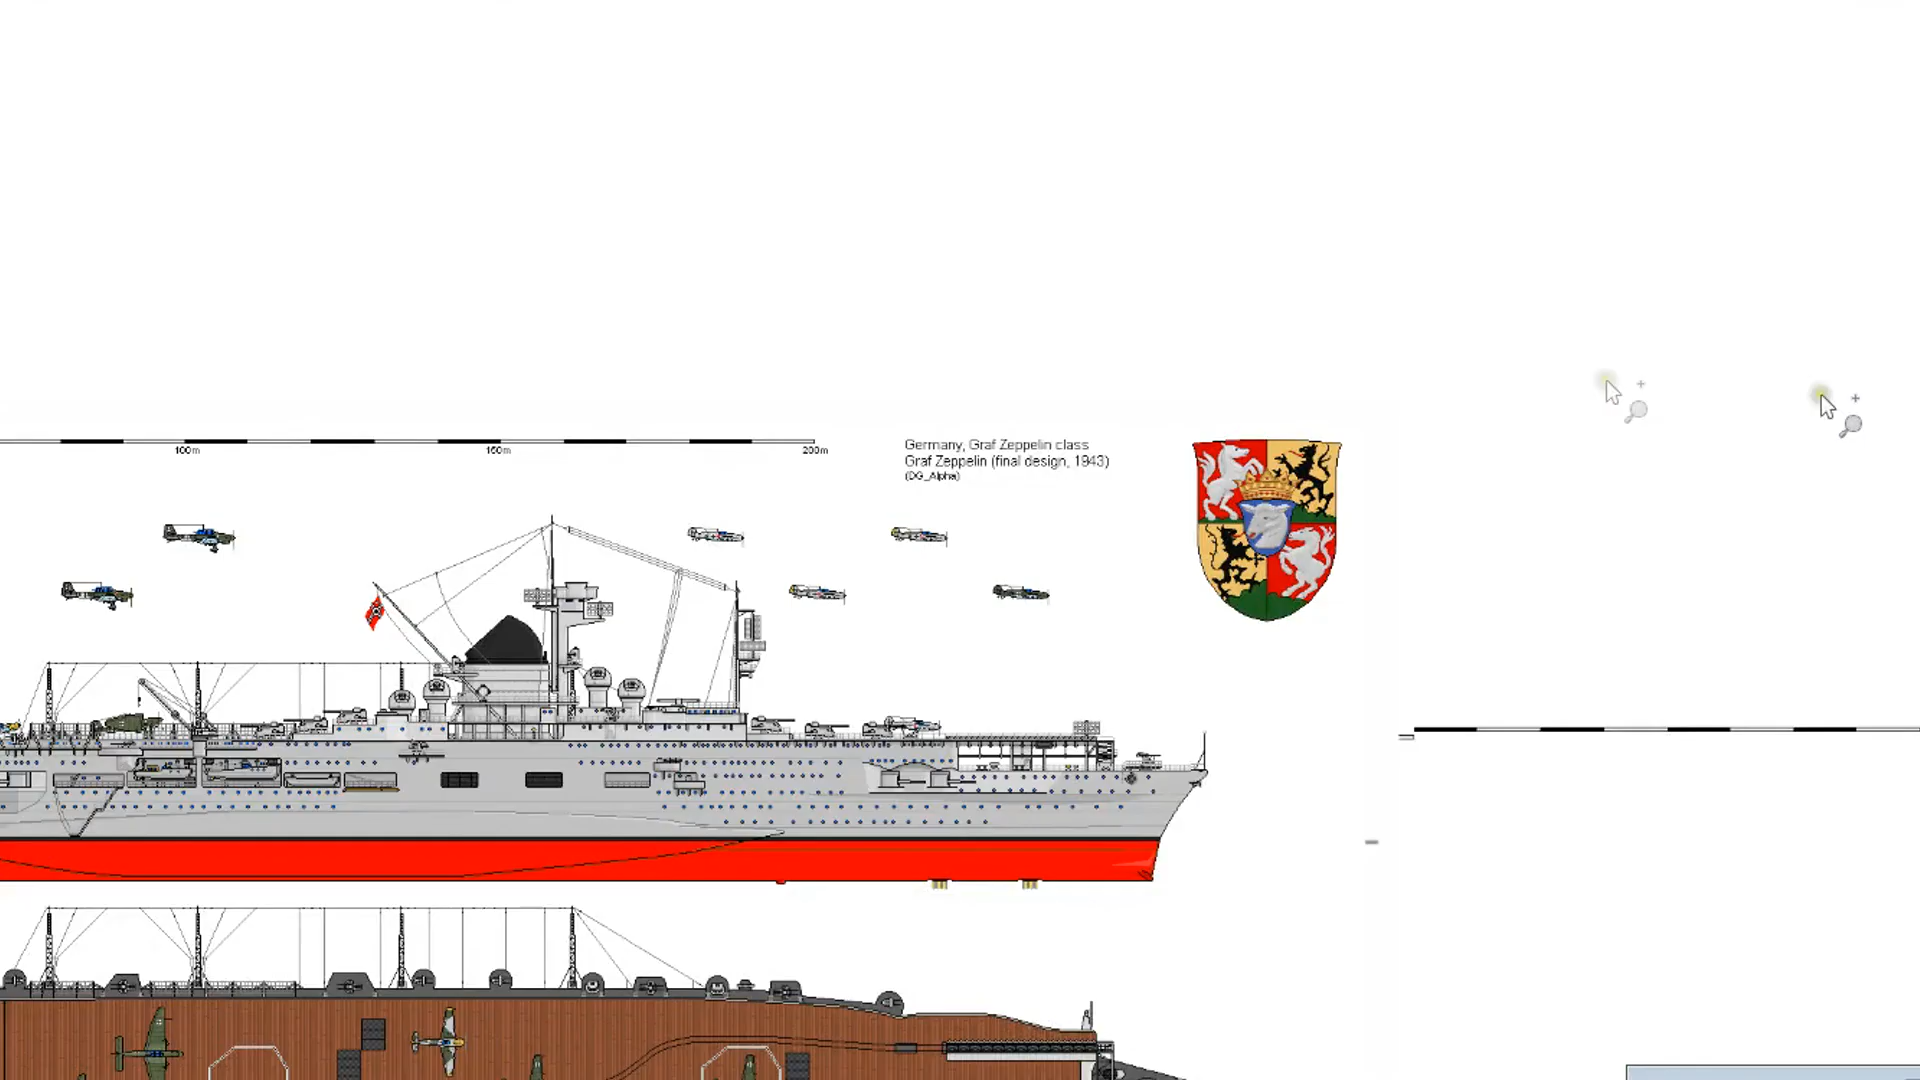 100m
150m
200m
Germany, Graf Zeppelin class
Graf Zeppelin (final design, 1943)
(DG_Alpha)